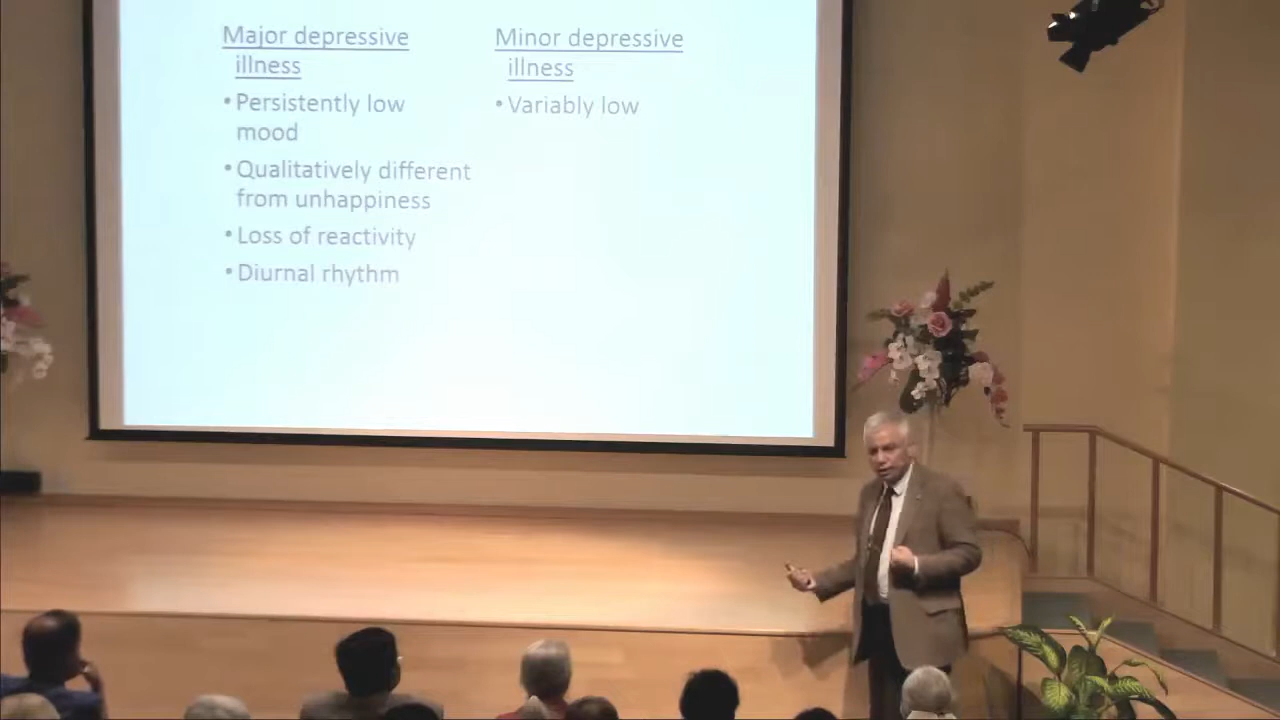 Major depressive
illness
• Persistently low
mood
• Qualitatively different
from unhappiness
• Loss of reactivity
• Diurnal rhythm
Minor depressive
illness
• Variably low